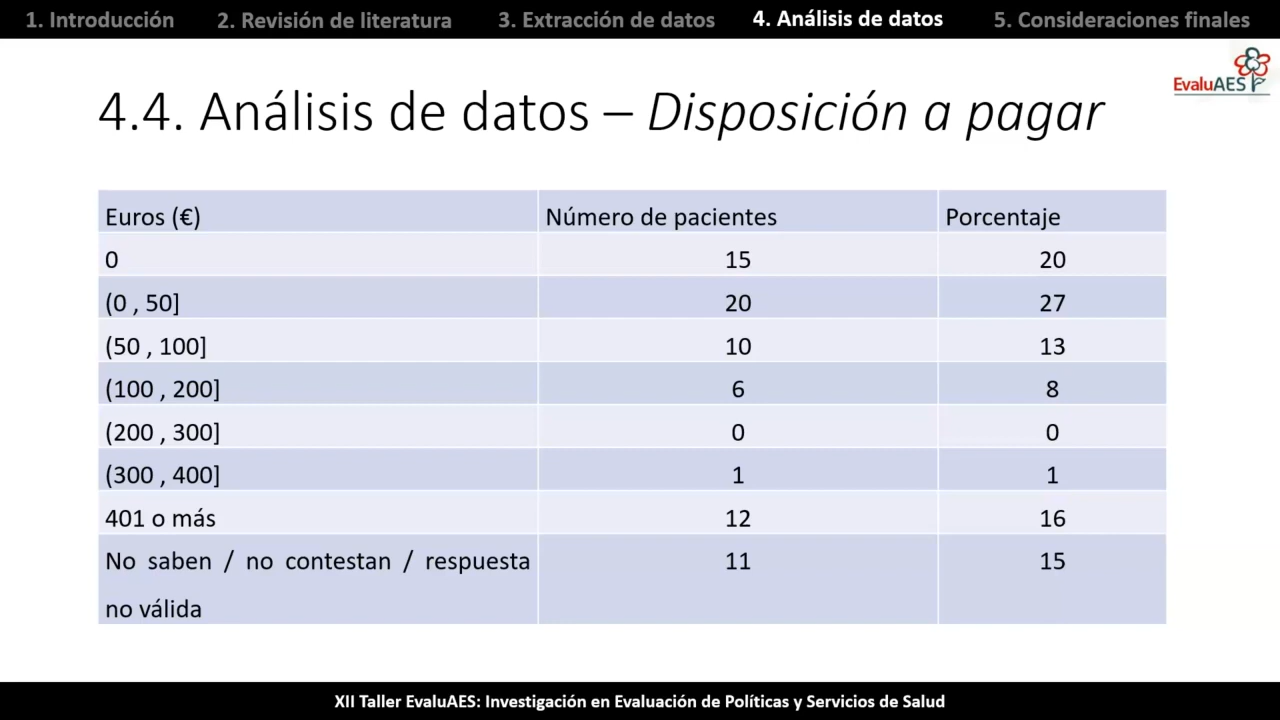 1. Introducción 2. Revisión de literatura 3. Extracción de datos 4. Análisis de datos 5. Consideraciones finales
EvaluAES
4.4. Análisis de datos – Disposición a pagar
Euros (€) Número de pacientes Porcentaje
0 15 20
(0 , 50] 20 27
(50 , 100] 10 13
(100 , 200] 6 8
(200 , 300] 0 0
(300 , 400] 1 1
401 o más 12 16
No saben / no contestan / respuesta 11 15
no válida
XII Taller EvaluAES: Investigación en Evaluación de Políticas y Servicios de Salud